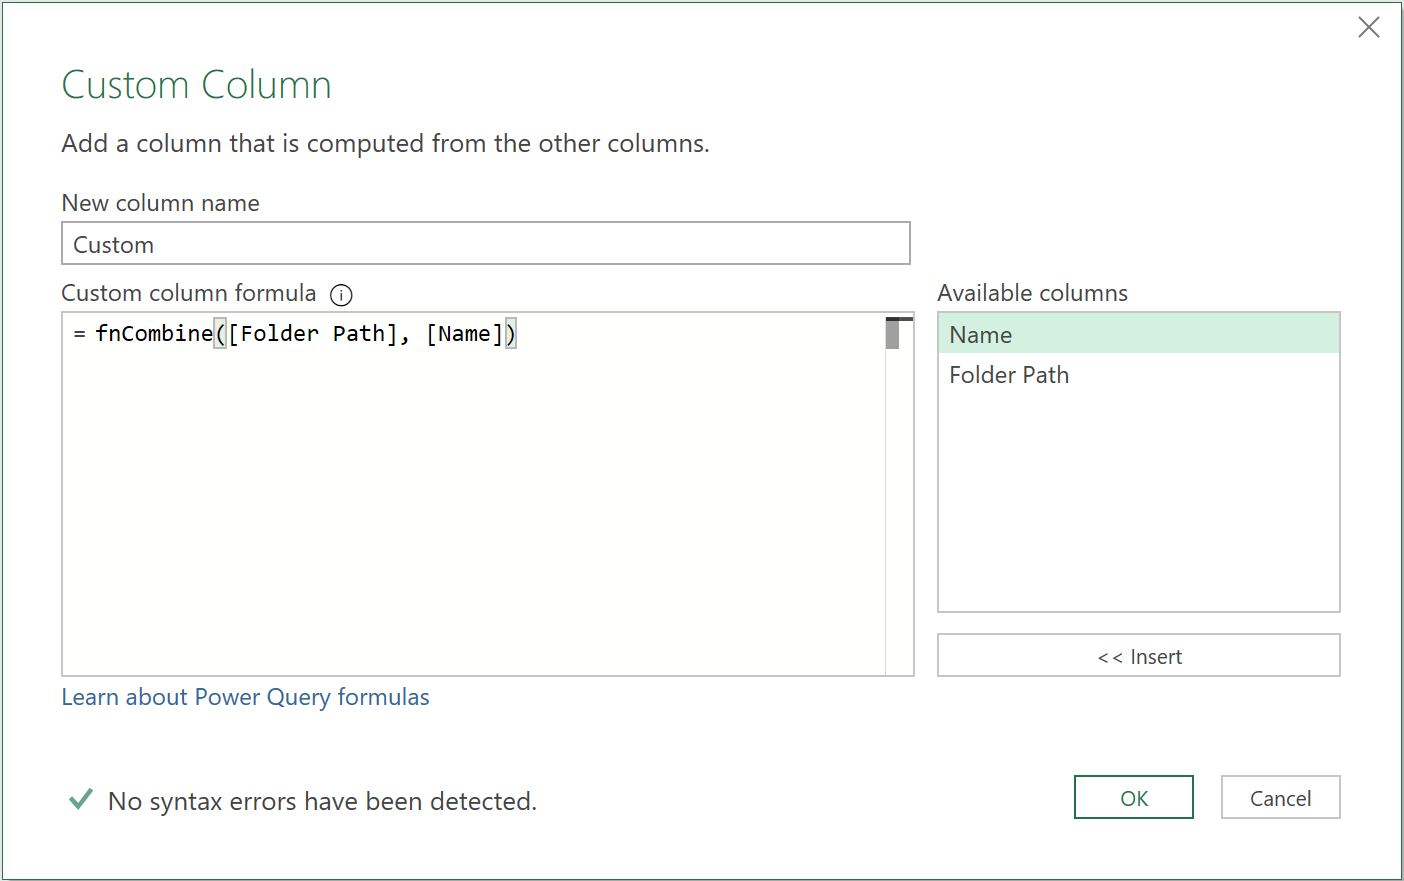 Custom Column
Add a column that is computed from the other columns.
New column name
Custom
Custom column formula
Available columns
= fnCombine([Folder Path], [Name])
Name
Folder Path
<< Insert
Learn about Power Query formulas
No syntax errors have been detected.
OK
Cancel